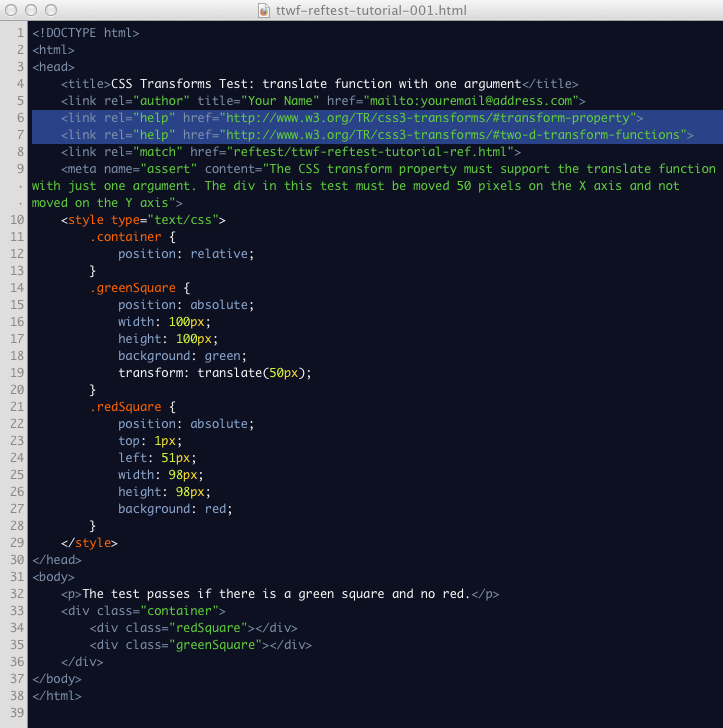 ttwf-reftest-tutorial-001.html
1 <!DOCTYPE html>
2 <html>
3 <head>
4     <title>CSS Transforms Test: translate function with one argument</title>
5     <link rel="author" title="Your Name" href="mailto:youremail@address.com">
6     <link rel="help" href="http://www.w3.org/TR/css3-transforms/#transform-property">
7     <link rel="help" href="http://www.w3.org/TR/css3-transforms/#two-d-transform-functions">
8     <link rel="match" href="reftest/ttwf-reftest-tutorial-ref.html">
9     <meta name="assert" content="The CSS transform property must support the translate function
· with just one argument. The div in this test must be moved 50 pixels on the X axis and not
· moved on the Y axis">
10     <style type="text/css">
11         .container {
12             position: relative;
13         }
14         .greenSquare {
15             position: absolute;
16             width: 100px;
17             height: 100px;
18             background: green;
19             transform: translate(50px);
20         }
21         .redSquare {
22             position: absolute;
23             top: 1px;
24             left: 51px;
25             width: 98px;
26             height: 98px;
27             background: red;
28         }
29     </style>
30 </head>
31 <body>
32     <p>The test passes if there is a green square and no red.</p>
33     <div class="container">
34         <div class="redSquare"></div>
35         <div class="greenSquare"></div>
36     </div>
37 </body>
38 </html>
39